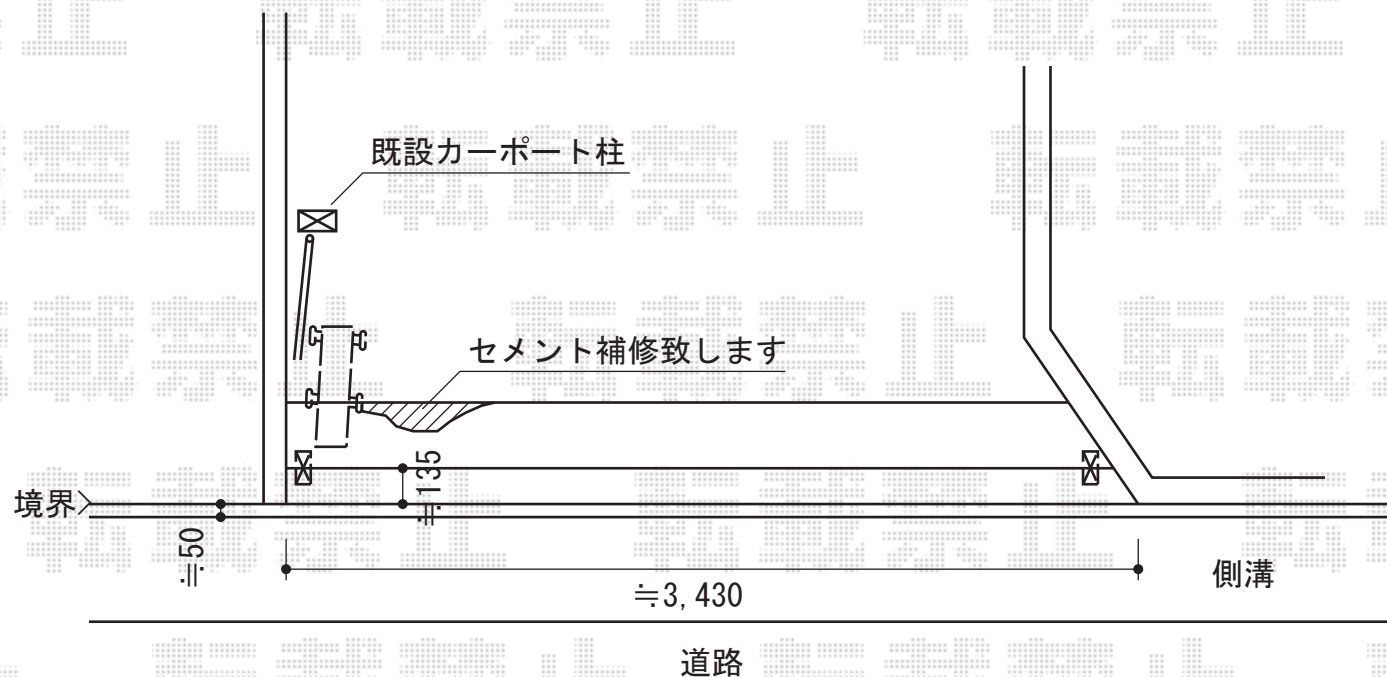 転載禁止
既設カーポート柱
セメント補修致します
≒135
境界
≒50
≒3,430
側溝
道路